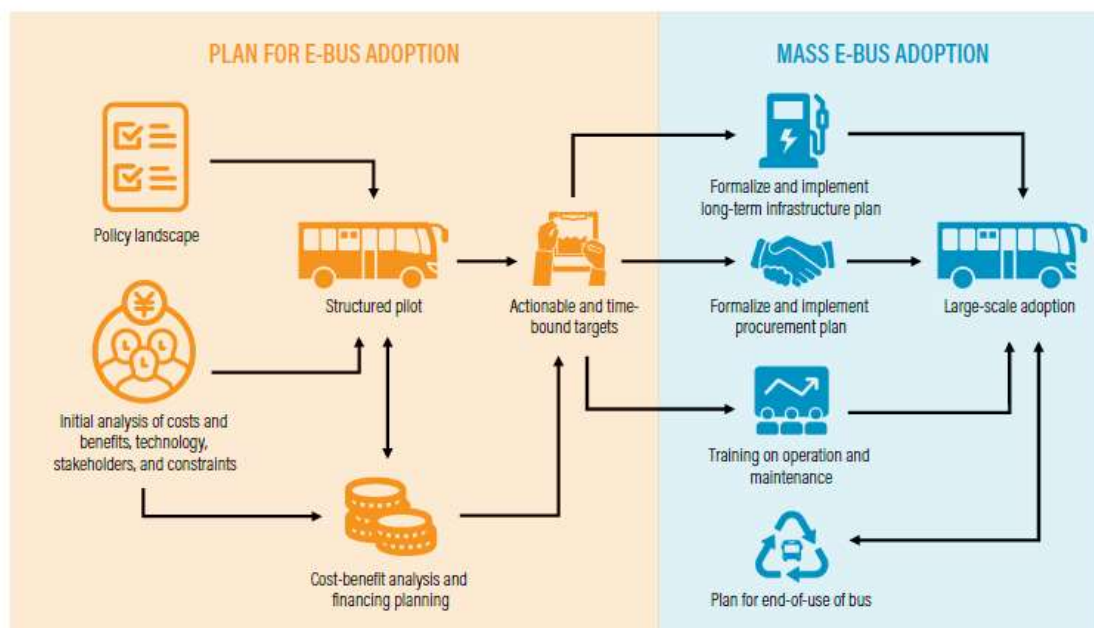 PLAN FOR E-BUS ADOPTION
MASS E-BUS ADOPTION
Policy landscape
Structured pilot
Actionable and time-
bound targets
Initial analysis of costs and
benefits, technology,
stakeholders, and constraints
¥
L L L
Cost-benefit analysis and
financing planning
Formalize and implement
long-term infrastructure plan
Formalize and implement
procurement plan
Large-scale adoption
Training on operation and
maintenance
Plan for end-of-use of bus